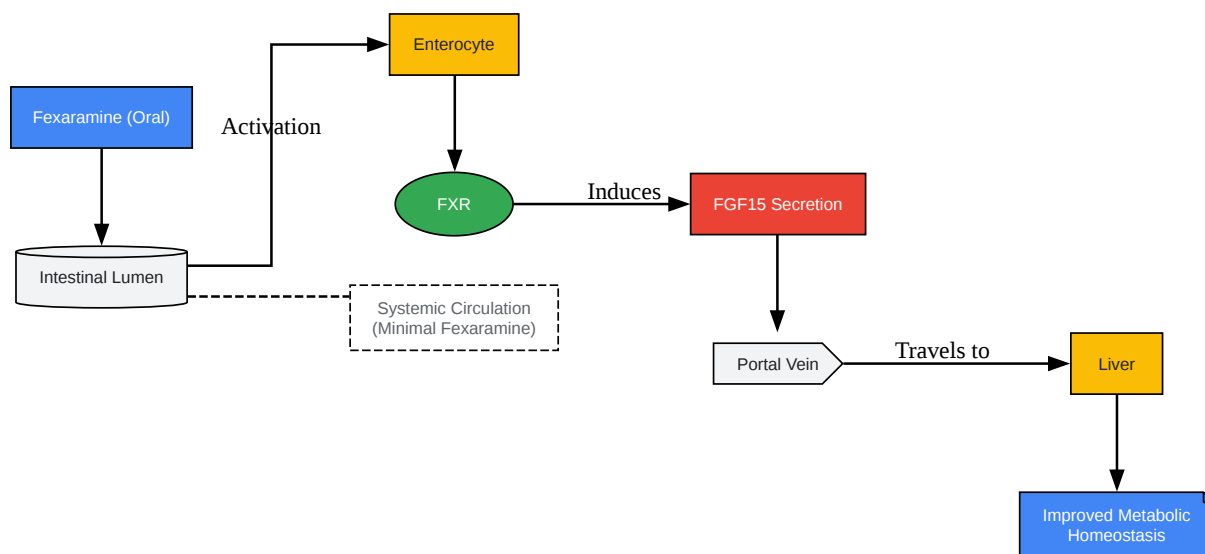 Enterocyte
Fexaramine (Oral)
Activation
FXR
Induces
FGF15 Secretion
Intestinal Lumen
Systemic Circulation
(Minimal Fexaramine)
Portal Vein
Travels to
Liver
Improved Metabolic
Homeostasis